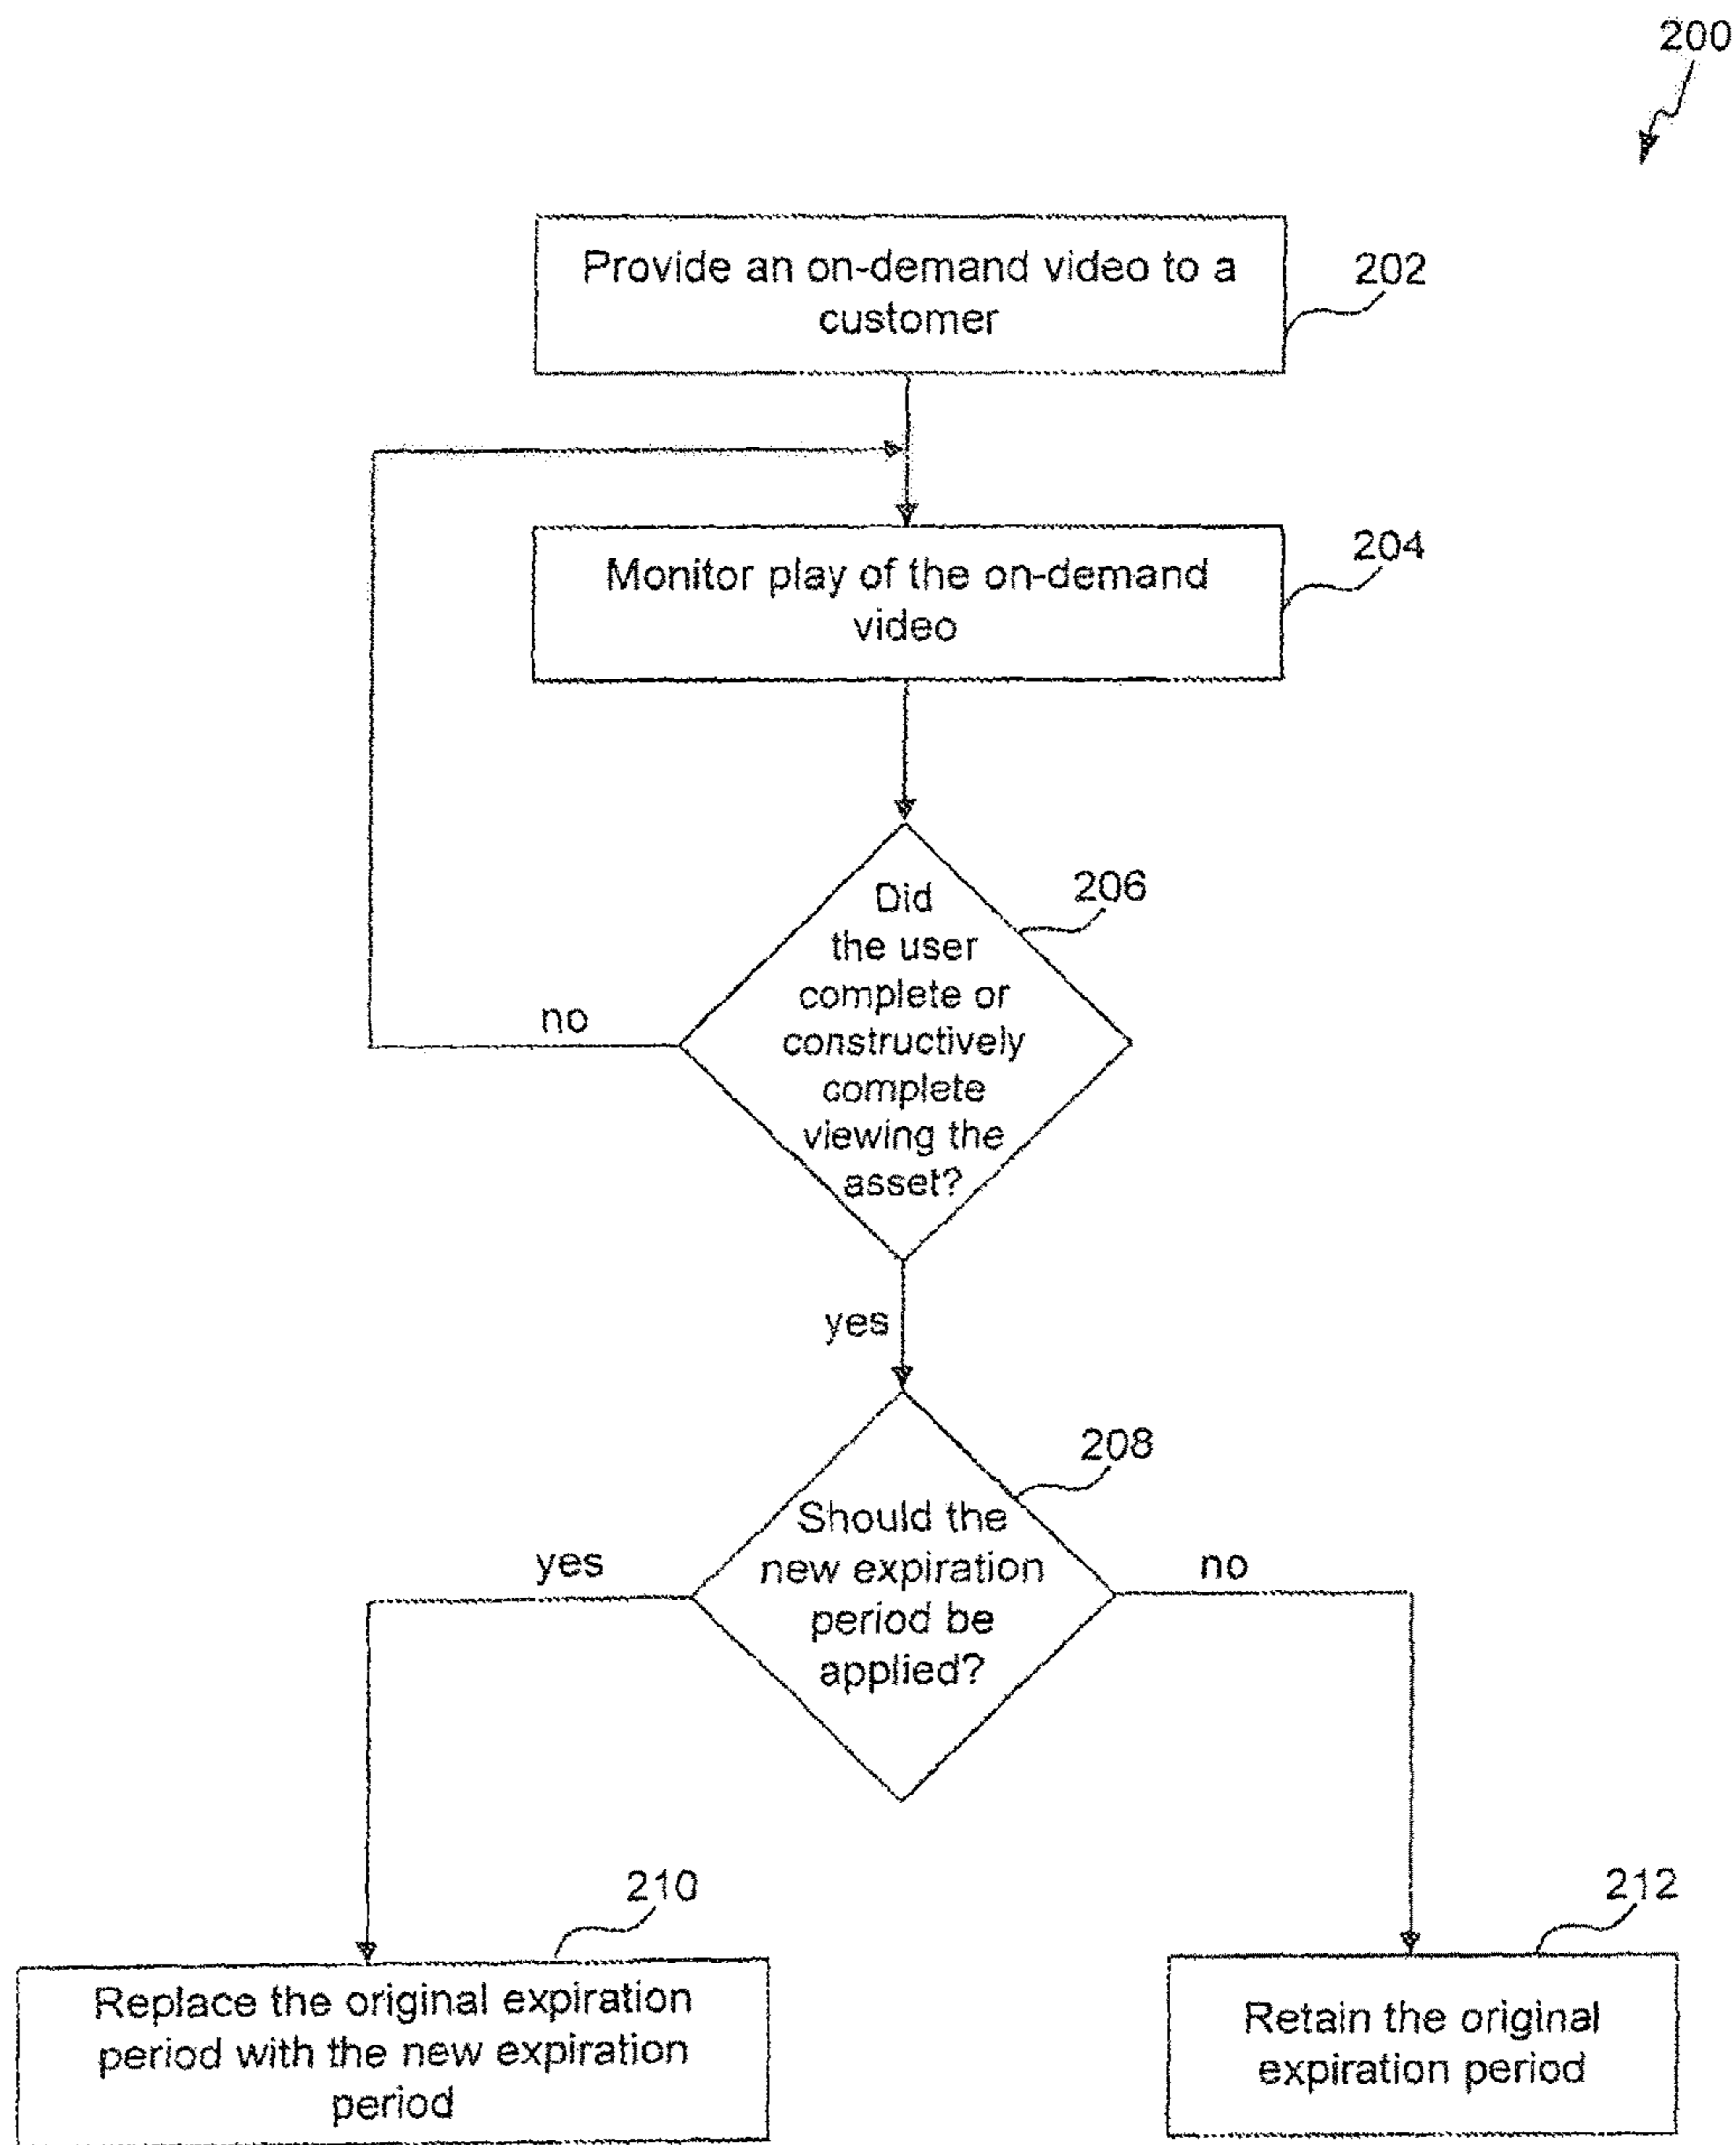 200
Provide an on-demand video to a
customer
202
Monitor play of the on-demand
video
204
Did
the user
complete or
constructively
complete
viewing the
asset?
206
no
yes
Should the
new expiration
period be
applied?
208
yes
no
210
212
Replace the original expiration
period with the new expiration
period
Retain the original
expiration period